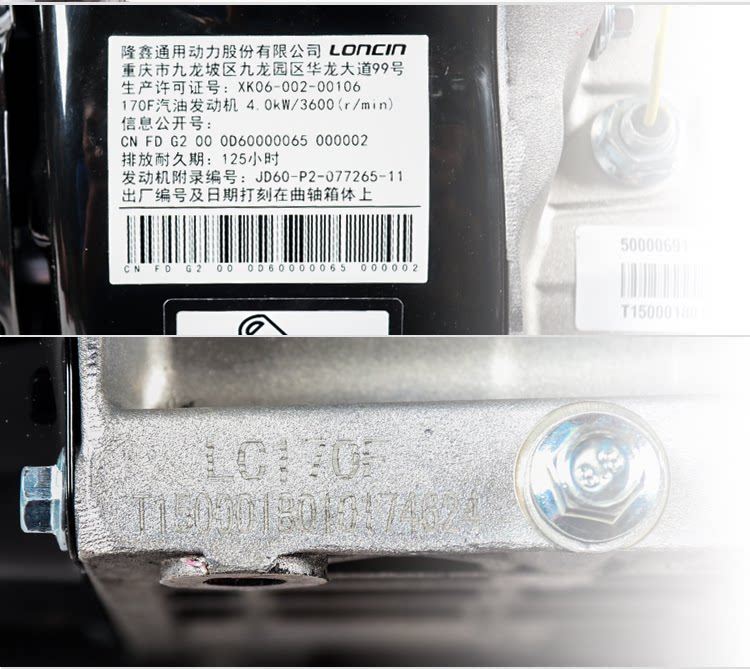 隆鑫通用动力股份有限公司 LONCIN
重庆市九龙坡区九龙园区华龙大道99号
生产许可证号：XK06-002-00106
170F汽油发动机 4.0kW/3600(r/min)
信息公开号：
CN FD G2 00 0D60000065 000002
排放耐久期：125小时
发动机附录编号：JD60-P2-077265-11
出厂编号及日期打刻在曲轴箱体上
CN FD G2 00 0D60000065 000002
50000691
T15000180
LC170F
T1500018010174824